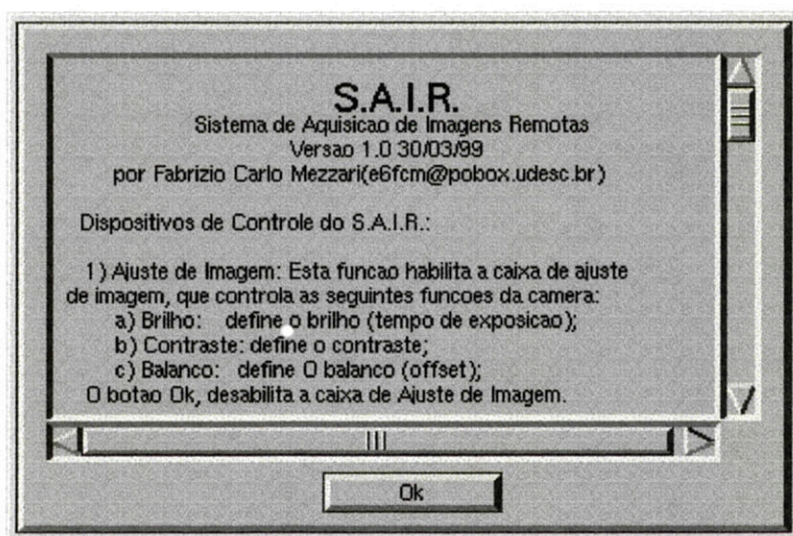 S.A.I.R.
Sistema de Aquisicao de Imagens Remotas
Versao 1.0 30/03/99
por Fabrizio Carlo Mezzari(e6fcm@pobox.udesc.br)
Dispositivos de Controle do S.A.I.R.:
1) Ajuste de Imagem: Esta funcao habilita a caixa de ajuste
de imagem, que controla as seguintes funcoes da camera:
a) Brilho: define o brilho (tempo de exposicao);
b) Contraste: define o contraste;
c) Balanco: define O balanco (offset);
O botao Ok, desabilita a caixa de Ajuste de Imagem.
Ok